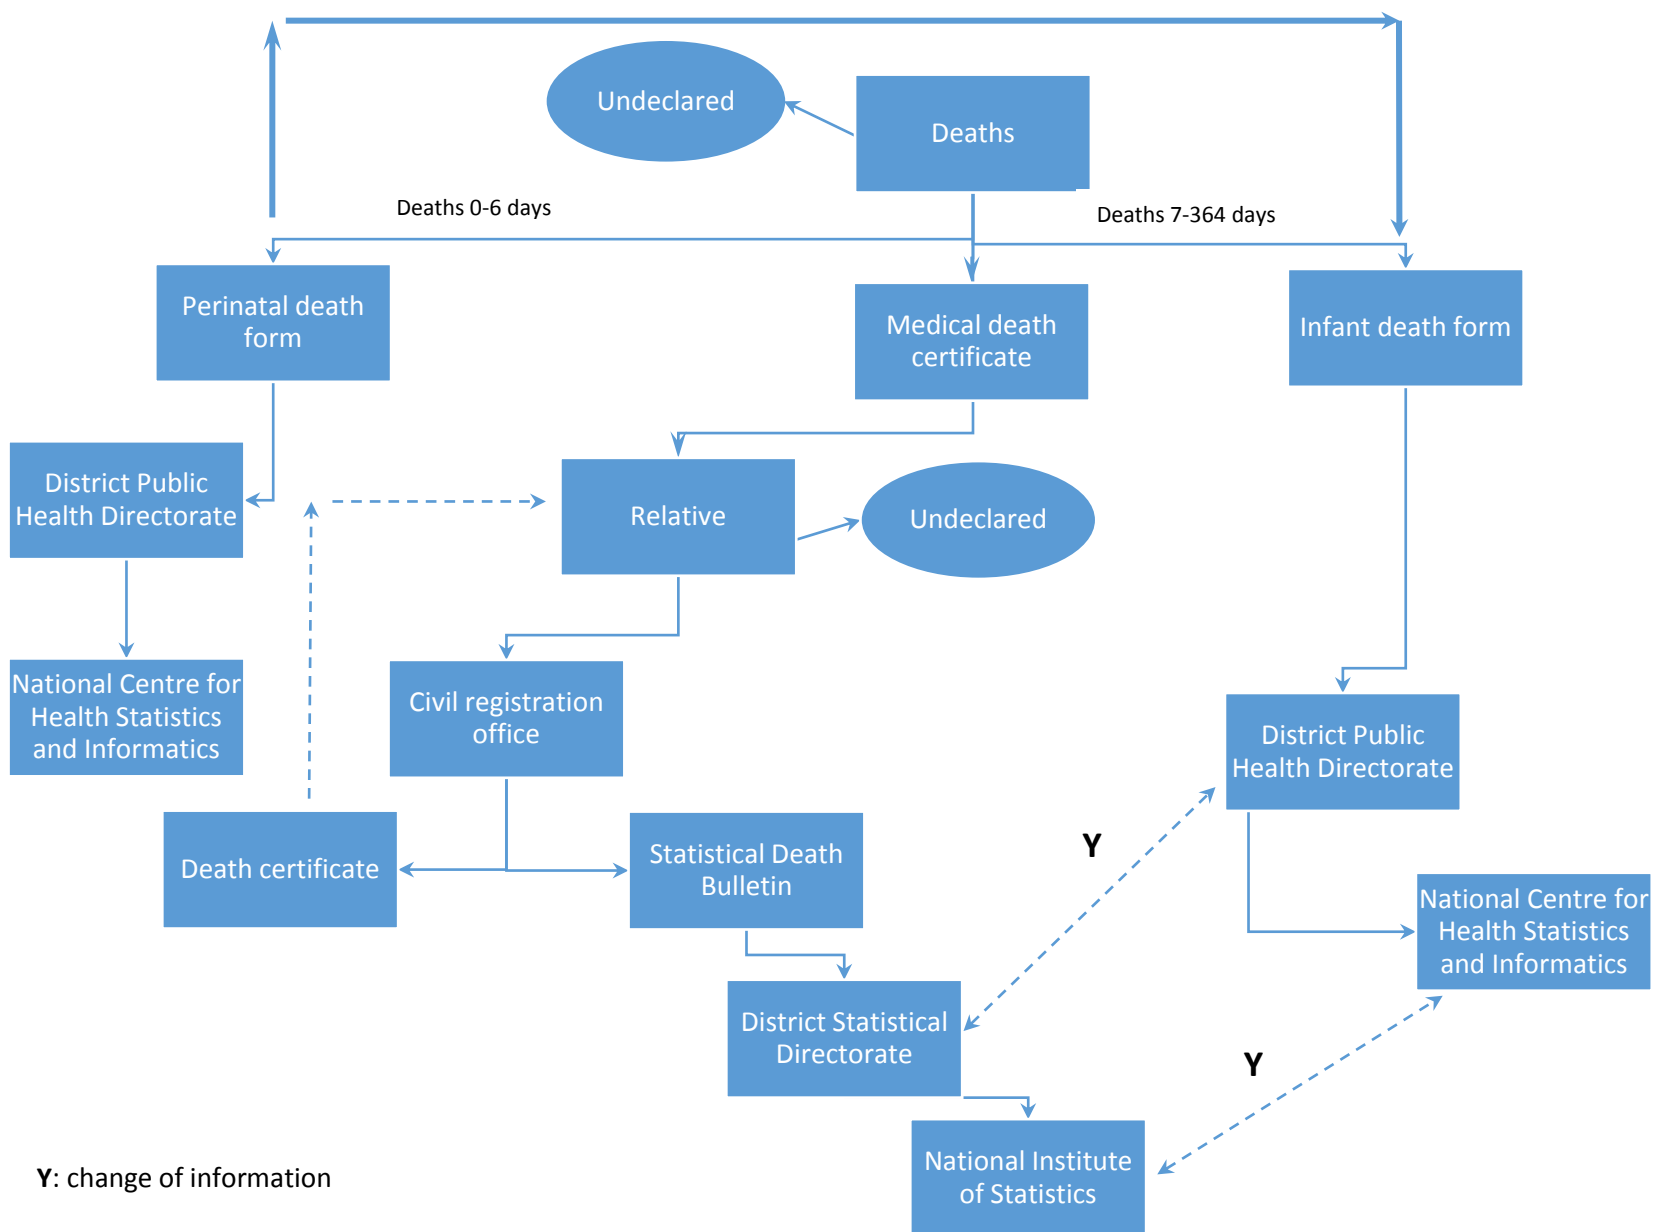 Undeclared
Deaths
Deaths 0-6 days
Deaths 7-364 days
Perinatal death
form
Medical death
certificate
Infant death form
District Public
Health Directorate
Relative
Undeclared
National Centre for
Health Statistics
and Informatics
Civil registration
office
District Public
Health Directorate
Death certificate
Statistical Death
Bulletin
Y
National Centre for
Health Statistics
and Informatics
District Statistical
Directorate
Y
National Institute
of Statistics
Y: change of information